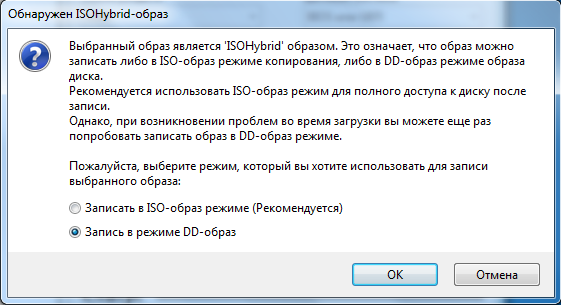 Обнаружен ISOHybrid-образ
Выбранный образ является 'ISOHybrid' образом. Это означает, что образ можно
записать либо в ISO-образ режиме копирования, либо в DD-образ режиме образа
диска.
Рекомендуется использовать ISO-образ режим для полного доступа к диску после
записи.
Однако, при возникновении проблем во время загрузки вы можете еще раз
попробовать записать образ в DD-образ режиме.
Пожалуйста, выберите режим, который вы хотите использовать для записи
выбранного образа:
Записать в ISO-образ режиме (Рекомендуется)
Запись в режиме DD-образ
OK
Отмена